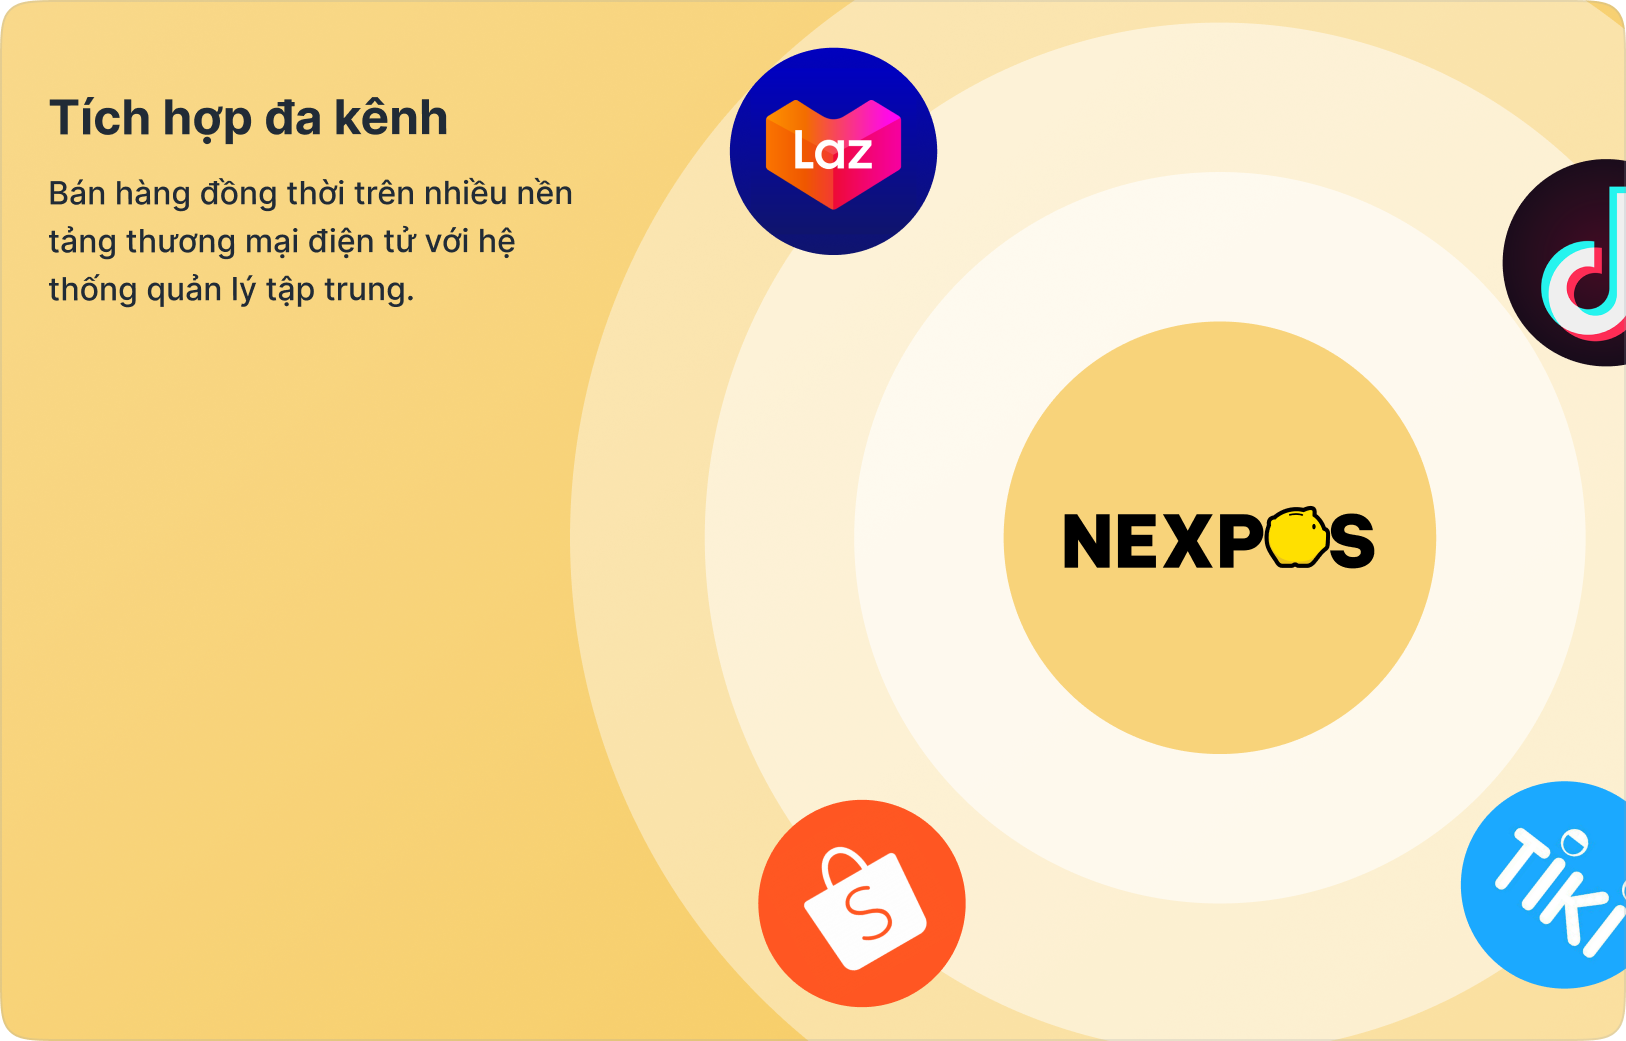 Tích hợp đa kênh
Bán hàng đồng thời trên nhiều nền
tảng thương mại điện tử với hệ
thống quản lý tập trung.
Laz
NEXPOS
S
TiKi